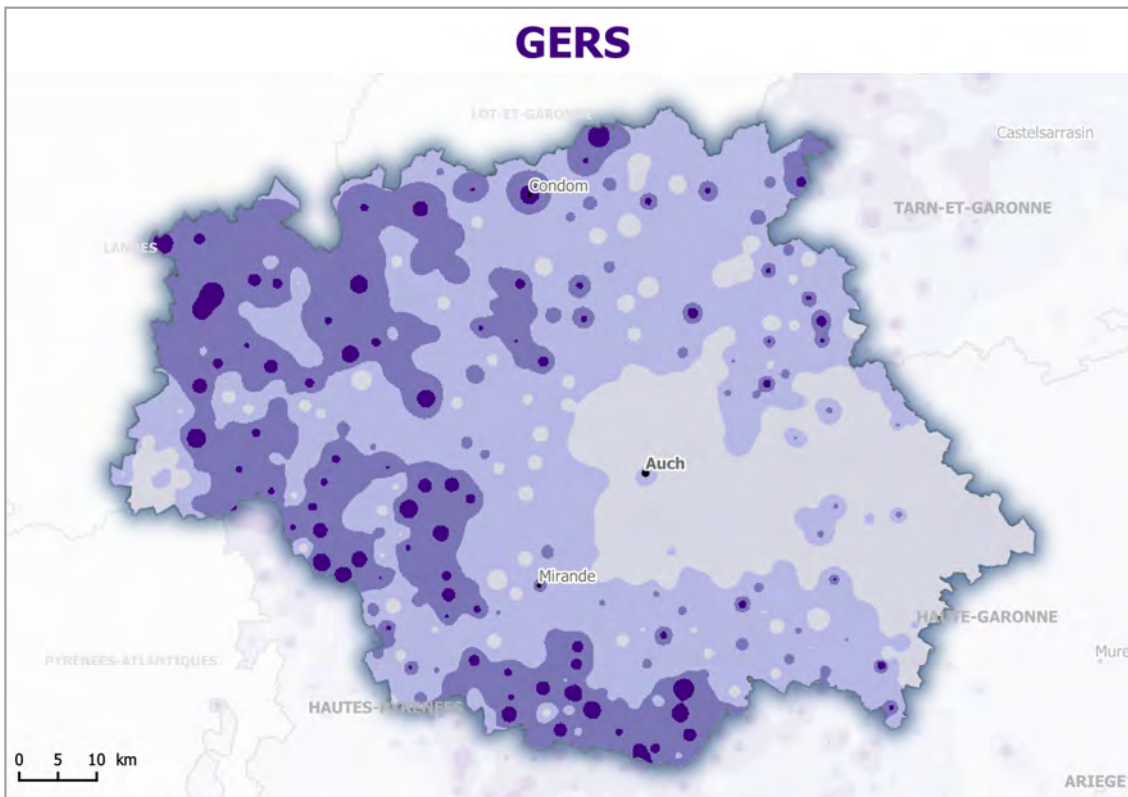 GERS
LOT-ET-GARONNE
Castelsarrasin
Condom
TARN-ET-GARONNE
LANDES
Auch
Mirande
HAUTE-GARONNE
PYRENEES-ATLANTIQUES
Mure
HAUTES-PYRENEES
0 5 10 km
ARIEGE